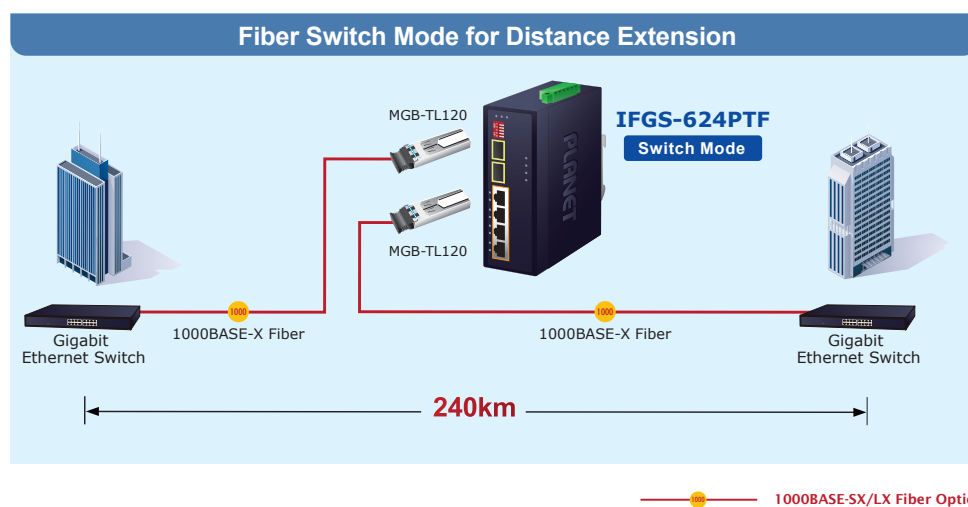 Fiber Switch Mode for Distance Extension
MGB-TL120
IFGS-624PTF
Switch Mode
PLANET
MGB-TL120
1000
1000BASE-X Fiber
1000
1000BASE-X Fiber
Gigabit
Ethernet Switch
Gigabit
Ethernet Switch
240km
1000
1000BASE-SX/LX Fiber Opti